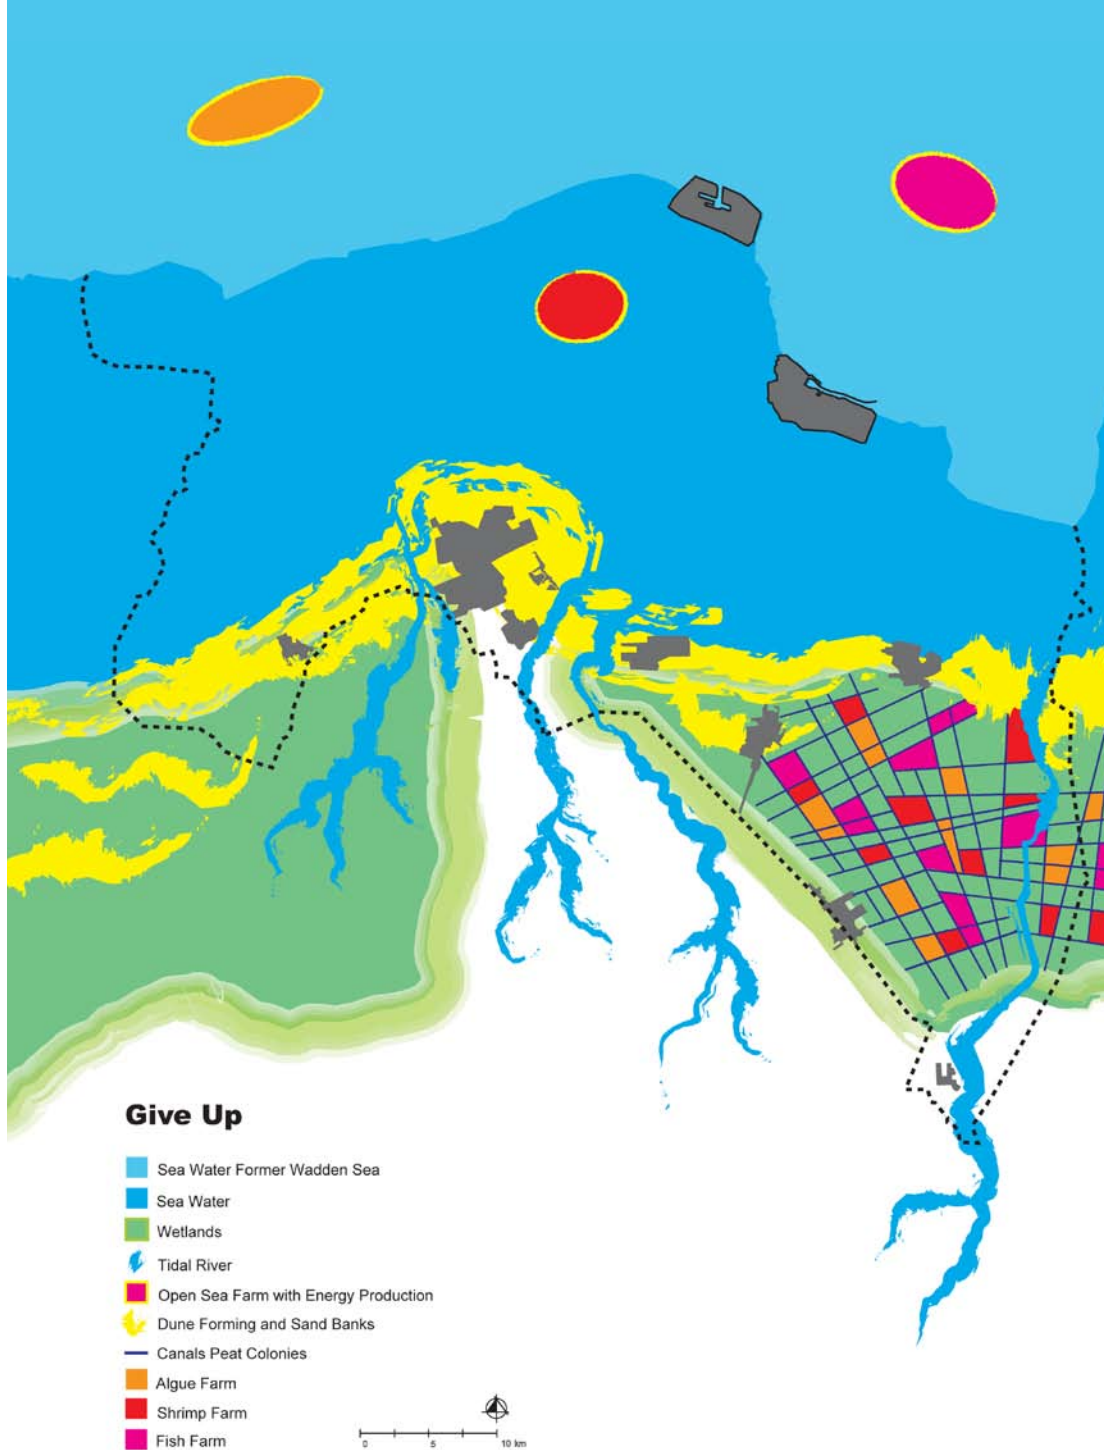 Give Up
Sea Water Former Wadden Sea
Sea Water
Wetlands
Tidal River
Open Sea Farm with Energy Production
Dune Forming and Sand Banks
Canals Peat Colonies
Algue Farm
Shrimp Farm
Fish Farm
0 5 10 km